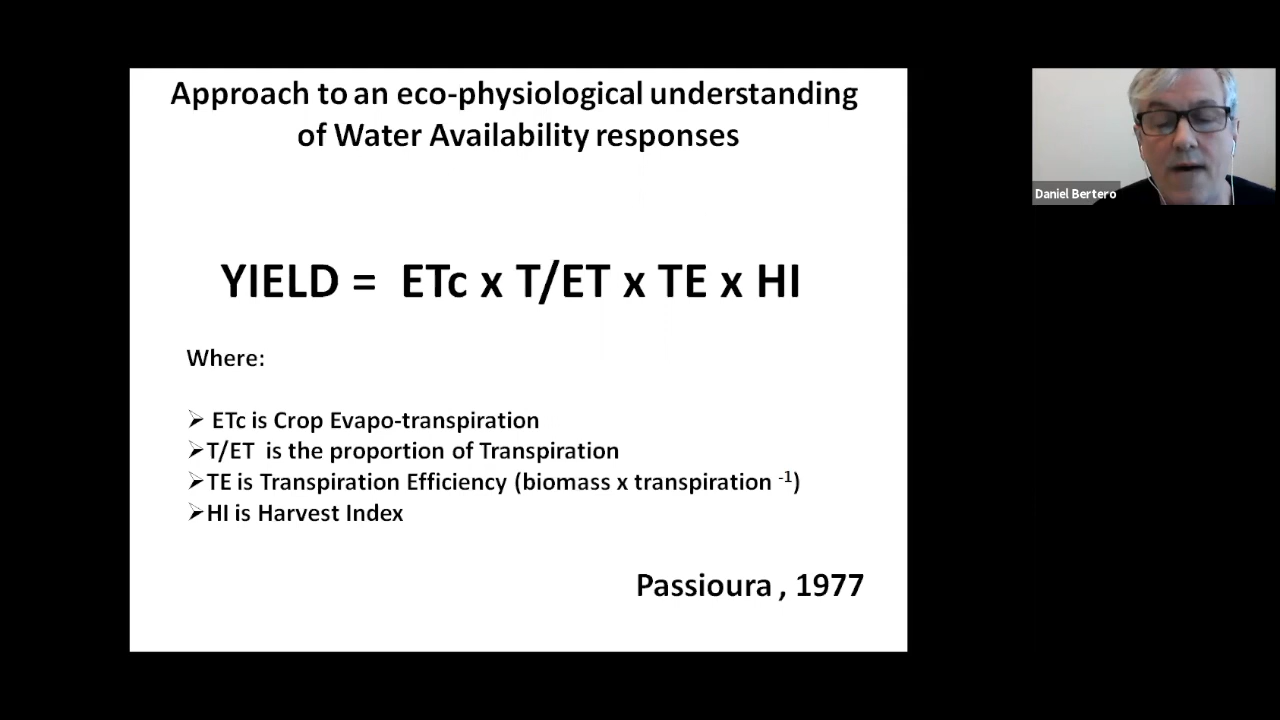 Approach to an eco-physiological understanding
of Water Availability responses
YIELD = ETc x T/ET x TE x HI
Where:
➢ ETc is Crop Evapo-transpiration
➢T/ET is the proportion of Transpiration
➢TE is Transpiration Efficiency (biomass x transpiration ⁻¹)
➢HI is Harvest Index
Passioura , 1977
Daniel Bertero